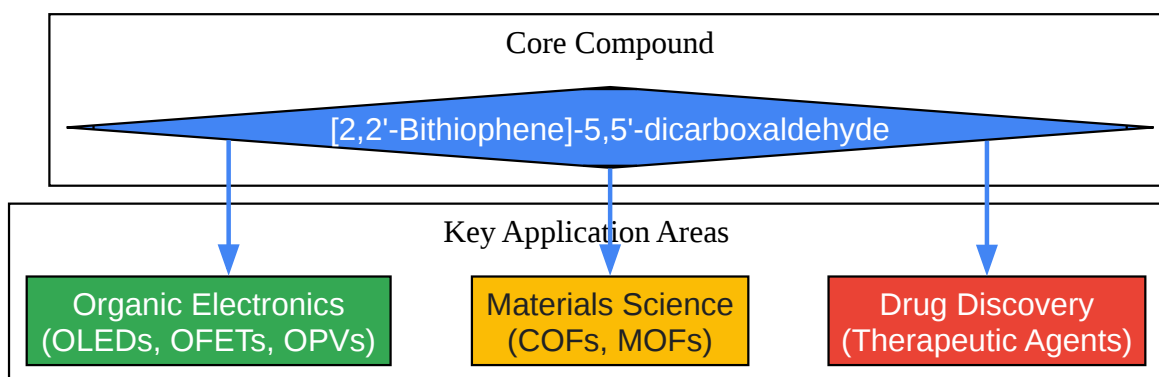 Core Compound
[2,2'-Bithiophene]-5,5'-dicarboxaldehyde
Key Application Areas
Organic Electronics
(OLEDs, OFETs, OPVs)
Materials Science
(COFs, MOFs)
Drug Discovery
(Therapeutic Agents)